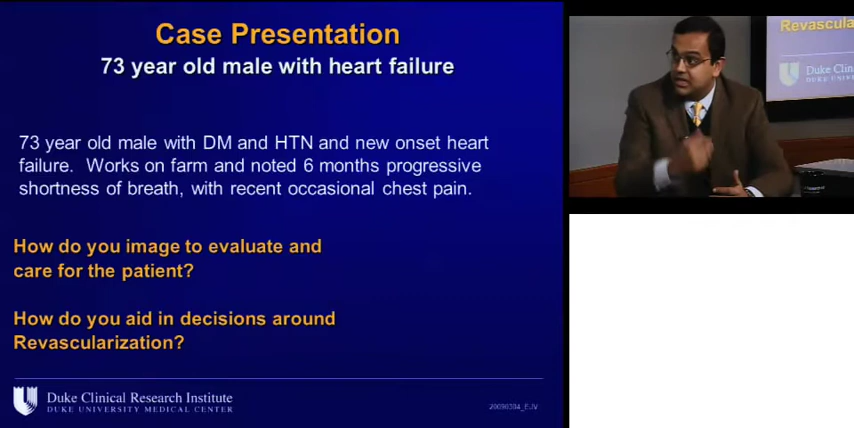 Case Presentation
73 year old male with heart failure
73 year old male with DM and HTN and new onset heart
failure. Works on farm and noted 6 months progressive
shortness of breath, with recent occasional chest pain.
How do you image to evaluate and
care for the patient?
How do you aid in decisions around
Revascularization?
Duke Clinical Research Institute
DUKE UNIVERSITY MEDICAL CENTER
20090304_EJV
Revascula
Duke Clin
DUKE UNIVERS